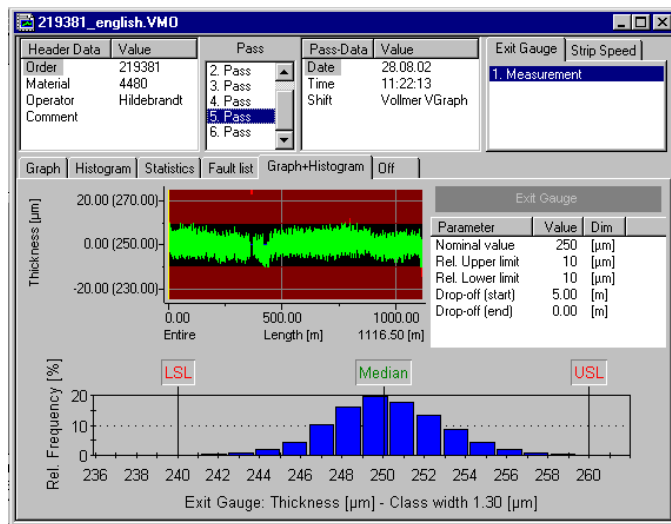 219381_english.VMO
Header Data Value
Order 219381
Material 4480
Operator Hildebrandt
Comment
Pass
2. Pass
3. Pass
4. Pass
5. Pass
6. Pass
Pass-Data Value
Date 28.08.02
Time 11:22:13
Shift Vollmer VGraph
Exit Gauge Strip Speed
1. Measurement
Graph Histogram Statistics Fault list Graph+Histogram Off
Thickness [µm]
20.00 (270.00)
0.00 (250.00)
-20.00 (230.00)
0.00 500.00 1000.00
Entire Length [m] 1116.50 [m]
Exit Gauge
Parameter Value Dim
Nominal value 250 [µm]
Rel. Upper limit 10 [µm]
Rel. Lower limit 10 [µm]
Drop-off (start) 5.00 [m]
Drop-off (end) 0.00 [m]
LSL Median USL
Rel. Frequency [%]
20
10
0
236 238 240 242 244 246 248 250 252 254 256 258 260
Exit Gauge: Thickness [µm] - Class width 1.30 [µm]